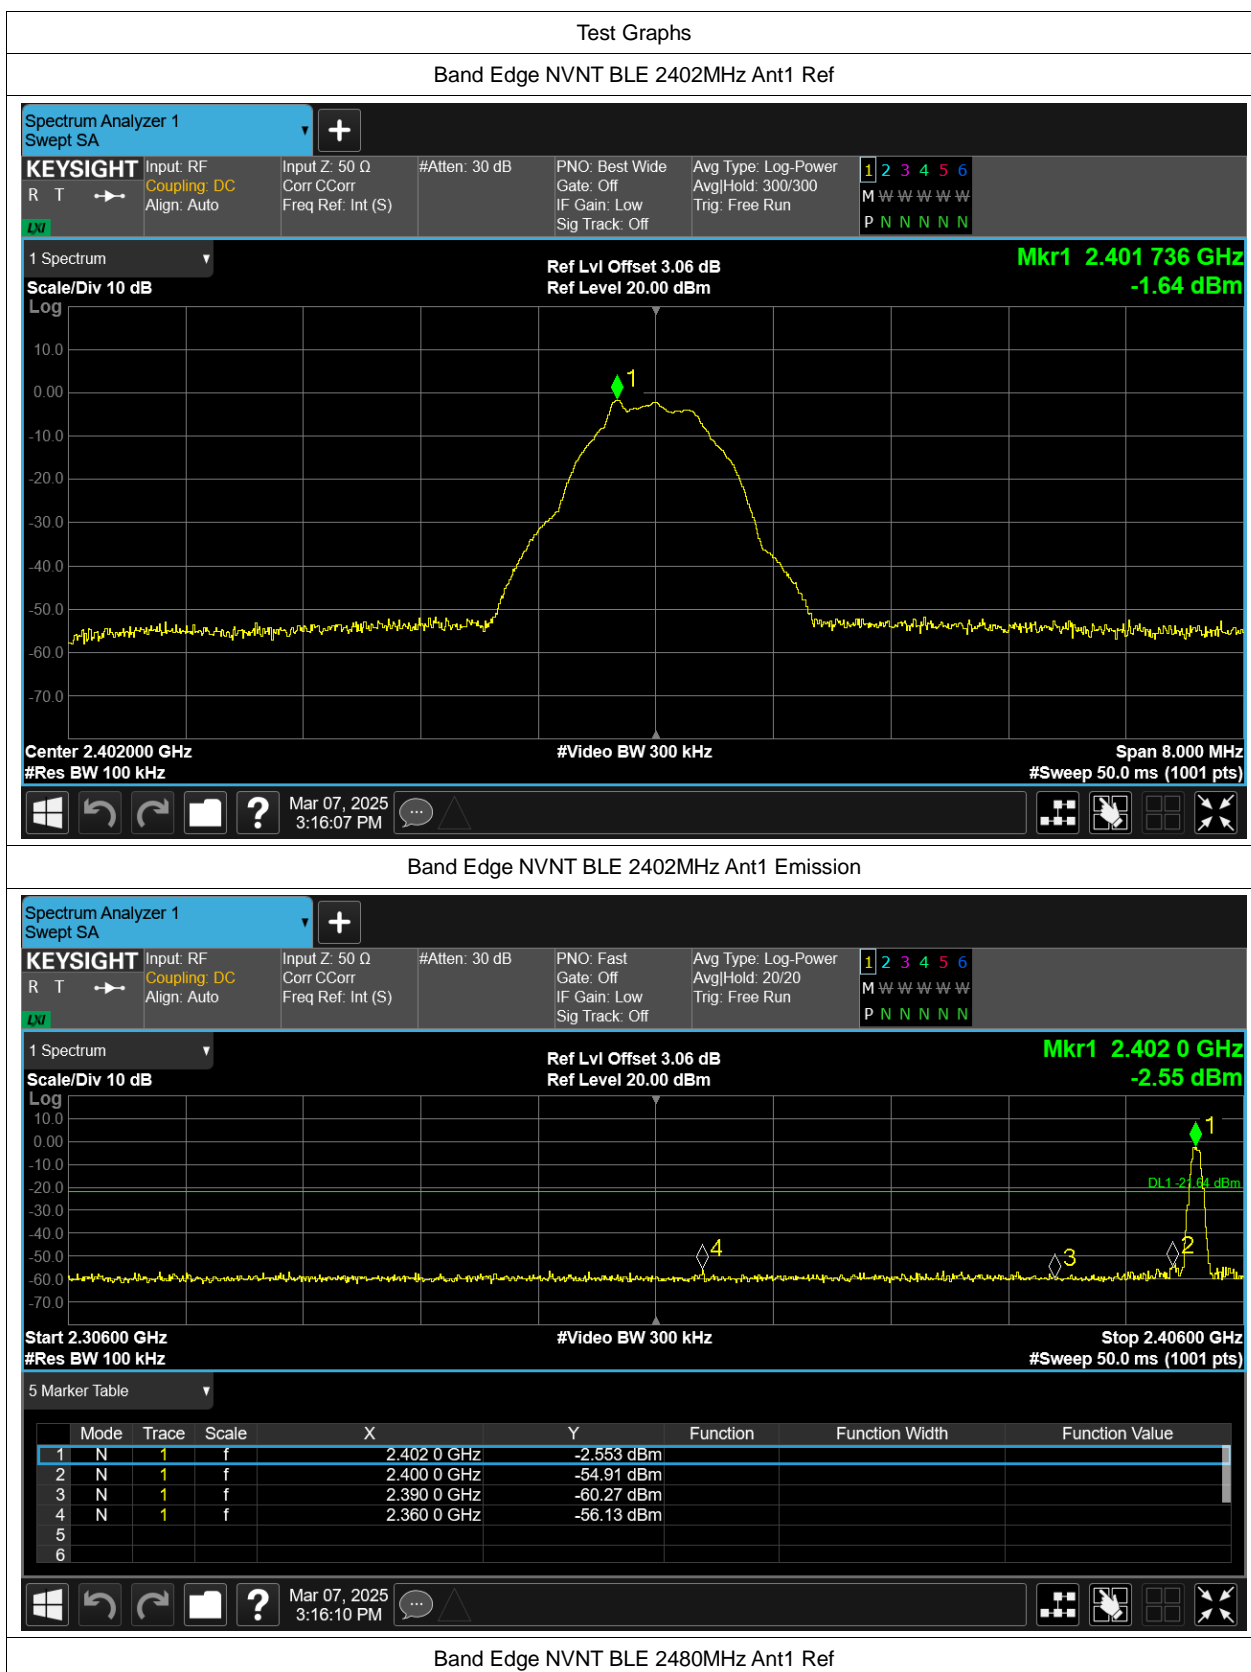 Test Graphs
Band Edge NVNT BLE 2402MHz Ant1 Ref
Spectrum Analyzer 1
Swept SA
KEYSIGHT Input: RF Input Z: 50 Ω #Atten: 30 dB PNO: Best Wide Avg Type: Log-Power 1 2 3 4 5 6
R T Coupling: DC Corr CCorr Gate: Off Avg|Hold: 300/300 M W W W W W
Align: Auto Freq Ref: Int (S) IF Gain: Low Trig: Free Run
LXI Sig Track: Off P N N N N N
1 Spectrum Ref Lvl Offset 3.06 dB Mkr1 2.401 736 GHz
Scale/Div 10 dB Ref Level 20.00 dBm -1.64 dBm
Log
10.0
1
0.00
-10.0
-20.0
-30.0
-40.0
-50.0
-60.0
-70.0
Center 2.402000 GHz #Video BW 300 kHz Span 8.000 MHz
#Res BW 100 kHz #Sweep 50.0 ms (1001 pts)
? Mar 07, 2025
3:16:07 PM
Band Edge NVNT BLE 2402MHz Ant1 Emission
Spectrum Analyzer 1
Swept SA
KEYSIGHT Input: RF Input Z: 50 Ω #Atten: 30 dB PNO: Fast Avg Type: Log-Power 1 2 3 4 5 6
R T Coupling: DC Corr CCorr Gate: Off Avg|Hold: 20/20 M W W W W W
Align: Auto Freq Ref: Int (S) IF Gain: Low Trig: Free Run
LXI Sig Track: Off P N N N N N
1 Spectrum Ref Lvl Offset 3.06 dB Mkr1 2.402 0 GHz
Scale/Div 10 dB Ref Level 20.00 dBm -2.55 dBm
Log
10.0 1
0.00
-10.0
-20.0 DL1 -21.64 dBm
-30.0
-40.0
-50.0 4 3 2
-60.0
-70.0
Start 2.30600 GHz #Video BW 300 kHz Stop 2.40600 GHz
#Res BW 100 kHz #Sweep 50.0 ms (1001 pts)
5 Marker Table
Mode Trace Scale X Y Function Function Width Function Value
1 N 1 f 2.402 0 GHz -2.553 dBm
2 N 1 f 2.400 0 GHz -54.91 dBm
3 N 1 f 2.390 0 GHz -60.27 dBm
4 N 1 f 2.360 0 GHz -56.13 dBm
5
6
? Mar 07, 2025
3:16:10 PM
Band Edge NVNT BLE 2480MHz Ant1 Ref